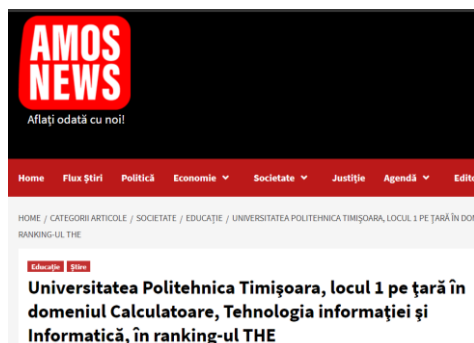 AMOS
NEWS
Aflați odată cu noi!
Home Flux Știri Politică Economie Societate Justiție Agendă
HOME / CATEGORII ARTICOLE / SOCIETATE / EDUCAȚIE / UNIVERSITATEA POLITEHNICA TIMIȘOARA, LOCUL 1 PE ȚARĂ ÎN
RANKING-UL THE
Educație Știre
Universitatea Politehnica Timişoara, locul 1 pe ţară în
domeniul Calculatoare, Tehnologia informaţiei şi
Informatică, în ranking-ul THE